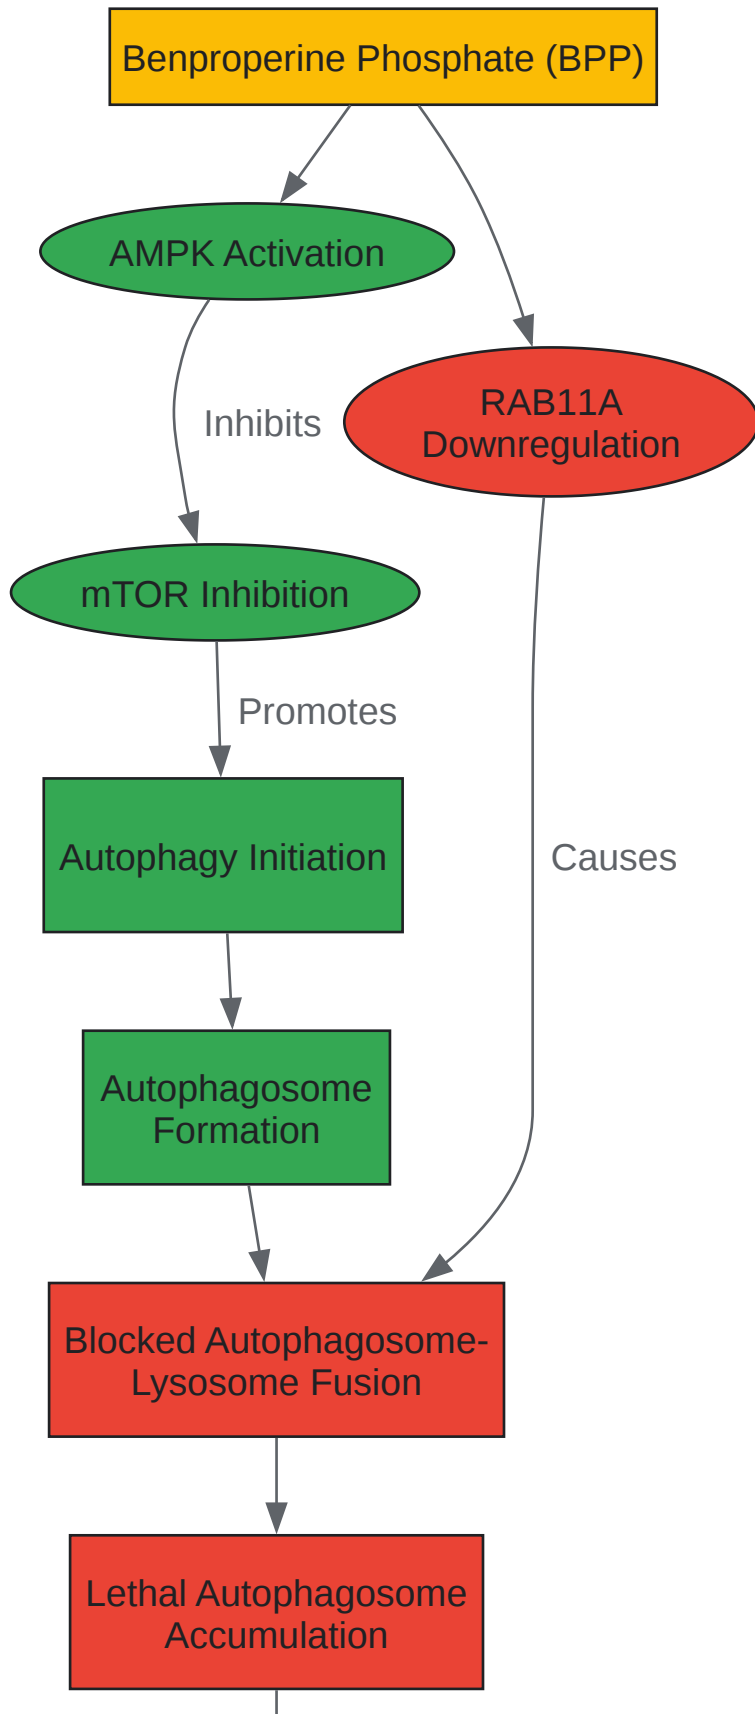 Benproperine Phosphate (BPP)
AMPK Activation
RAB11A
Downregulation
Inhibits
mTOR Inhibition
Promotes
Autophagy Initiation
Causes
Autophagosome
Formation
Blocked Autophagosome-
Lysosome Fusion
Lethal Autophagosome
Accumulation